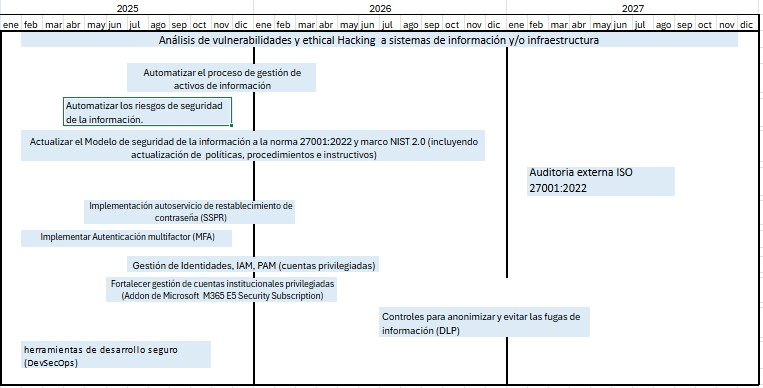 2025 2026 2027
ene feb mar abr may jun jul ago sep oct nov dic ene feb mar abr may jun jul ago sep oct nov dic ene feb mar abr may jun jul ago sep oct nov dic
Análisis de vulnerabilidades y ethical Hacking a sistemas de información y/o infraestructura
Automatizar el proceso de gestión de
activos de información
Automatizar los riesgos de seguridad
de la información.
Actualizar el Modelo de seguridad de la información a la norma 27001:2022 y marco NIST 2.0 (incluyendo
actualización de políticas, procedimientos e instructivos)
Auditoria externa ISO
27001:2022
Implementación autoservicio de restablecimiento de
contraseña (SSPR)
Implementar Autenticación multifactor (MFA)
Gestión de Identidades, IAM, PAM (cuentas privilegiadas)
Fortalecer gestión de cuentas institucionales privilegiadas
(Addon de Microsoft M365 E5 Security Subscription)
Controles para anonimizar y evitar las fugas de
información (DLP)
herramientas de desarrollo seguro
(DevSecOps)